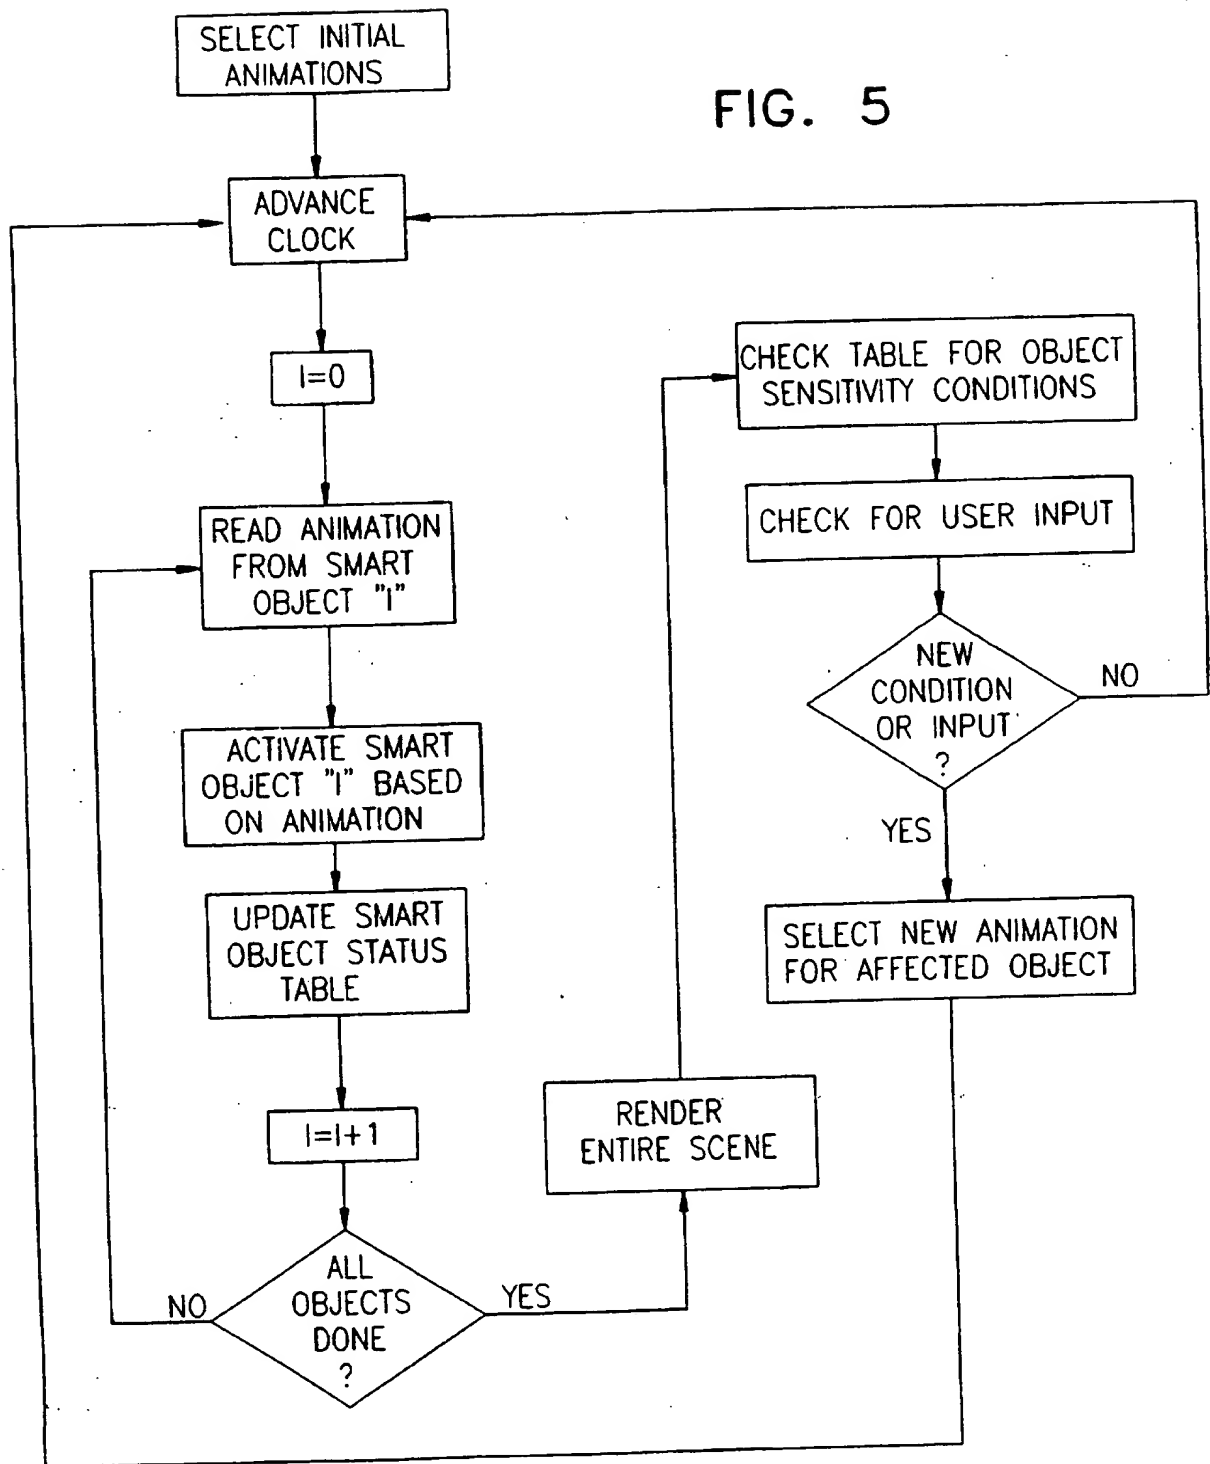 SELECT INITIAL
ANIMATIONS
FIG. 5
ADVANCE
CLOCK
I=0
READ ANIMATION
FROM SMART
OBJECT "I"
ACTIVATE SMART
OBJECT "I" BASED
ON ANIMATION
UPDATE SMART
OBJECT STATUS
TABLE
I=I+1
ALL
OBJECTS
DONE
?
NO
YES
RENDER
ENTIRE SCENE
CHECK TABLE FOR OBJECT
SENSITIVITY CONDITIONS
CHECK FOR USER INPUT
NEW
CONDITION
OR INPUT
?
NO
YES
SELECT NEW ANIMATION
FOR AFFECTED OBJECT